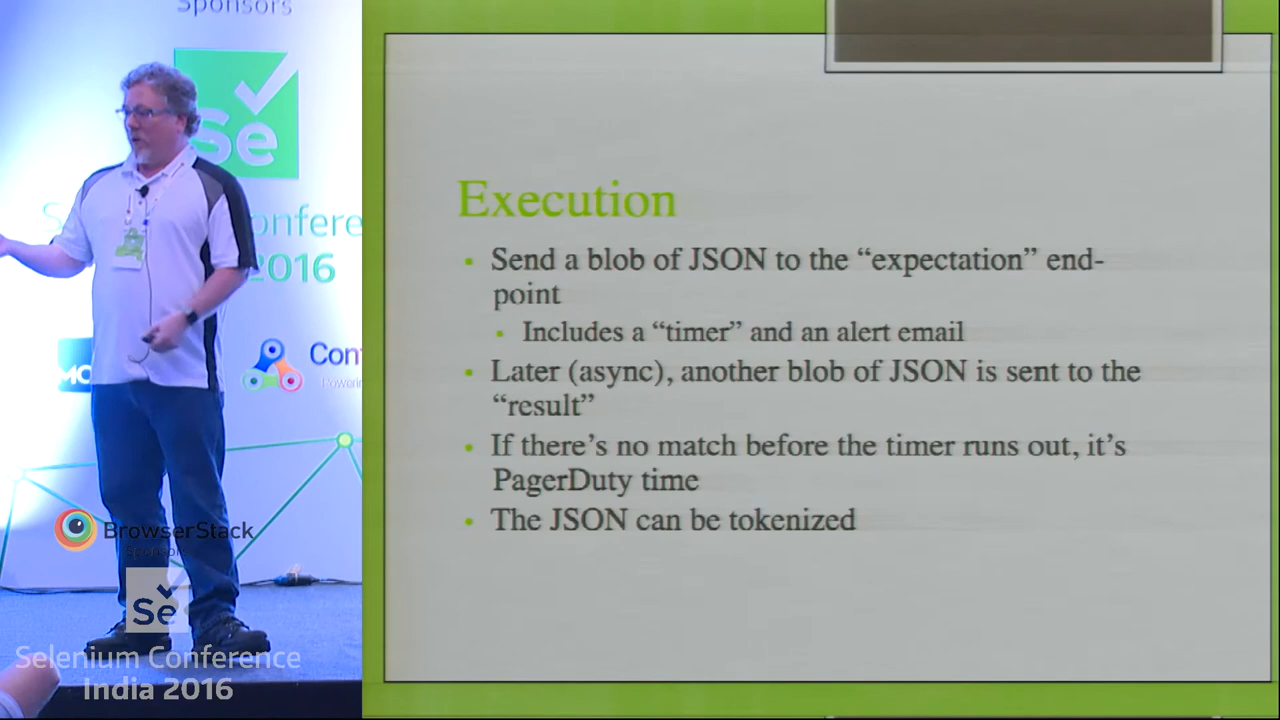 Sponsors
Se
Conference
2016
Con
Powering
BrowserStack
Sponsors
Se
Selenium Conference
India 2016
Execution
• Send a blob of JSON to the “expectation” end-
point
• Includes a “timer” and an alert email
• Later (async), another blob of JSON is sent to the
“result”
• If there’s no match before the timer runs out, it’s
PagerDuty time
• The JSON can be tokenized